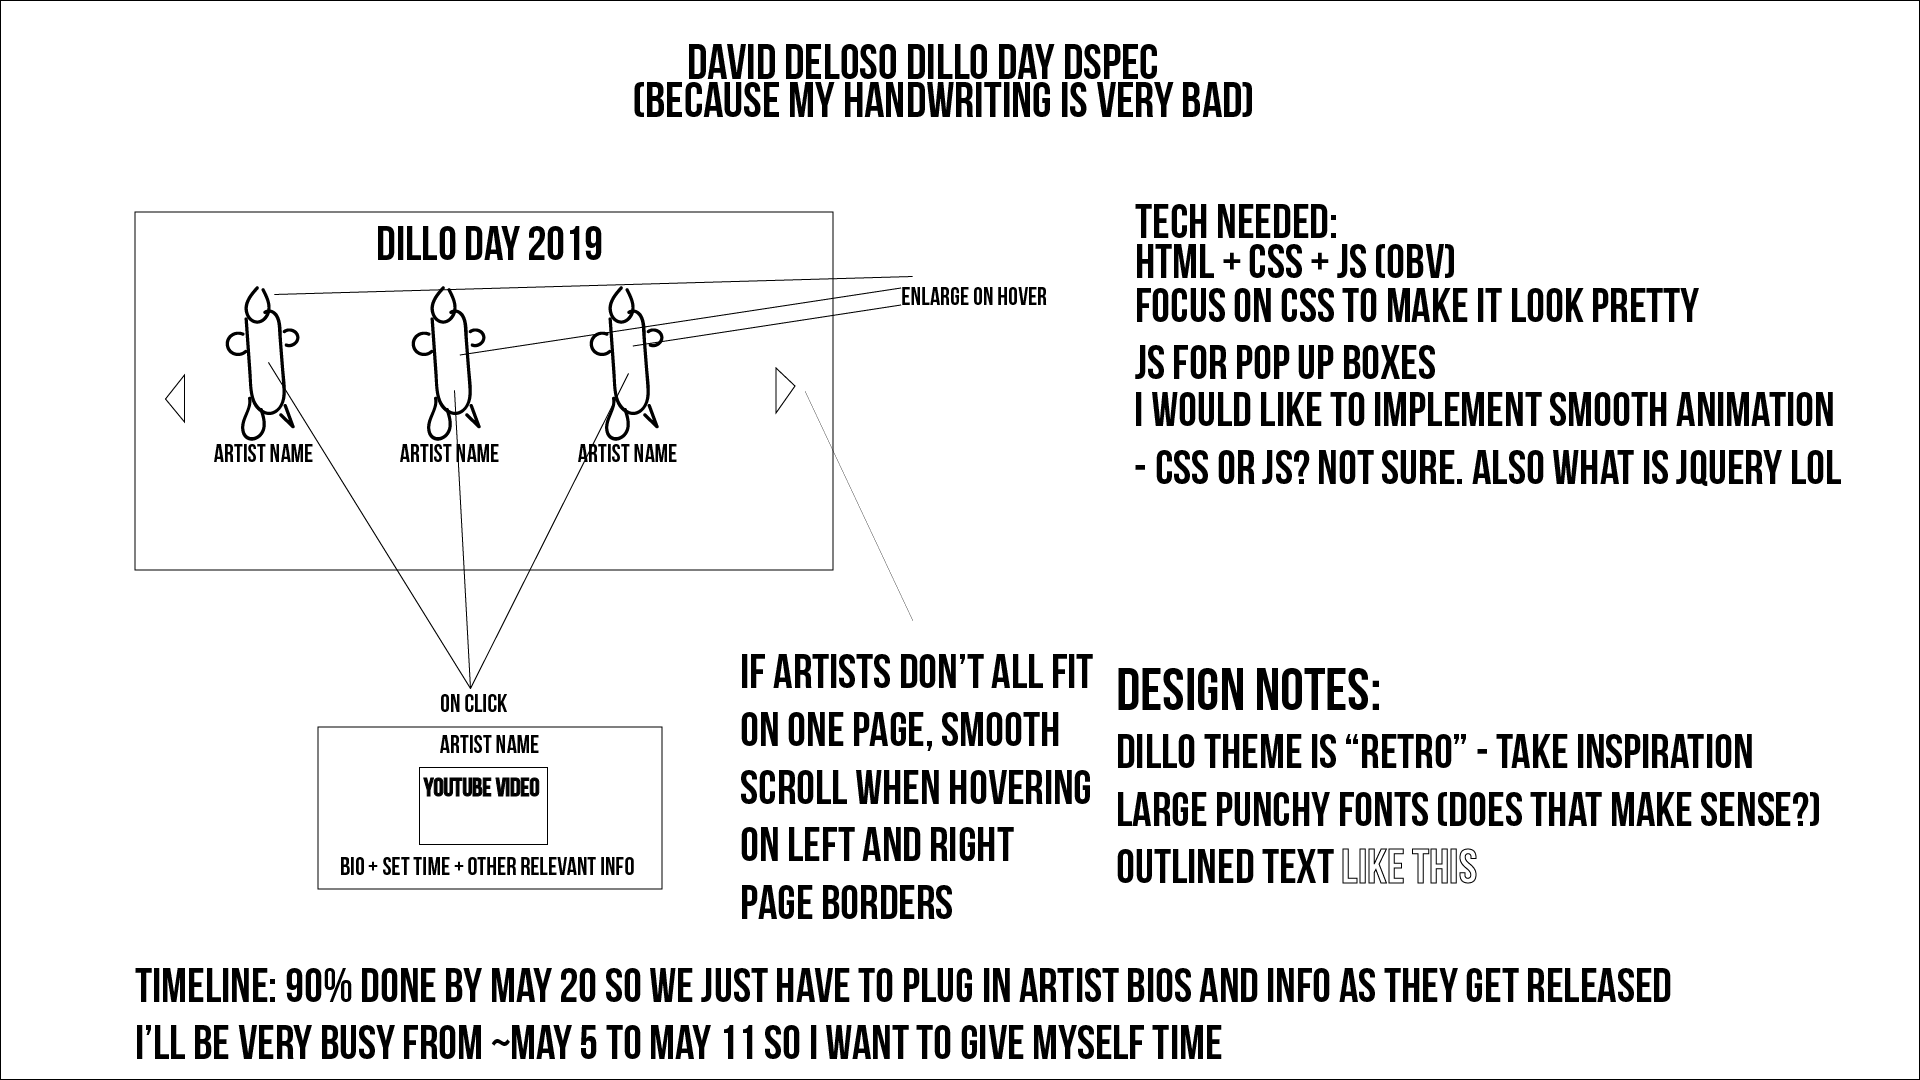 DAVID DELOSO DILLO DAY DSPEC
(BECAUSE MY HANDWRITING IS VERY BAD)
DILLO DAY 2019
ENLARGE ON HOVER
ARTIST NAME
ARTIST NAME
ARTIST NAME
TECH NEEDED:
HTML + CSS + JS (OBV)
FOCUS ON CSS TO MAKE IT LOOK PRETTY
JS FOR POP UP BOXES
I WOULD LIKE TO IMPLEMENT SMOOTH ANIMATION
- CSS OR JS? NOT SURE. ALSO WHAT IS JQUERY LOL
ON CLICK
ARTIST NAME
YOUTUBE VIDEO
BIO + SET TIME + OTHER RELEVANT INFO
IF ARTISTS DON’T ALL FIT
ON ONE PAGE, SMOOTH
SCROLL WHEN HOVERING
ON LEFT AND RIGHT
PAGE BORDERS
DESIGN NOTES:
DILLO THEME IS “RETRO” - TAKE INSPIRATION
LARGE PUNCHY FONTS (DOES THAT MAKE SENSE?)
OUTLINED TEXT LIKE THIS
TIMELINE: 90% DONE BY MAY 20 SO WE JUST HAVE TO PLUG IN ARTIST BIOS AND INFO AS THEY GET RELEASED
I’LL BE VERY BUSY FROM ~MAY 5 TO MAY 11 SO I WANT TO GIVE MYSELF TIME